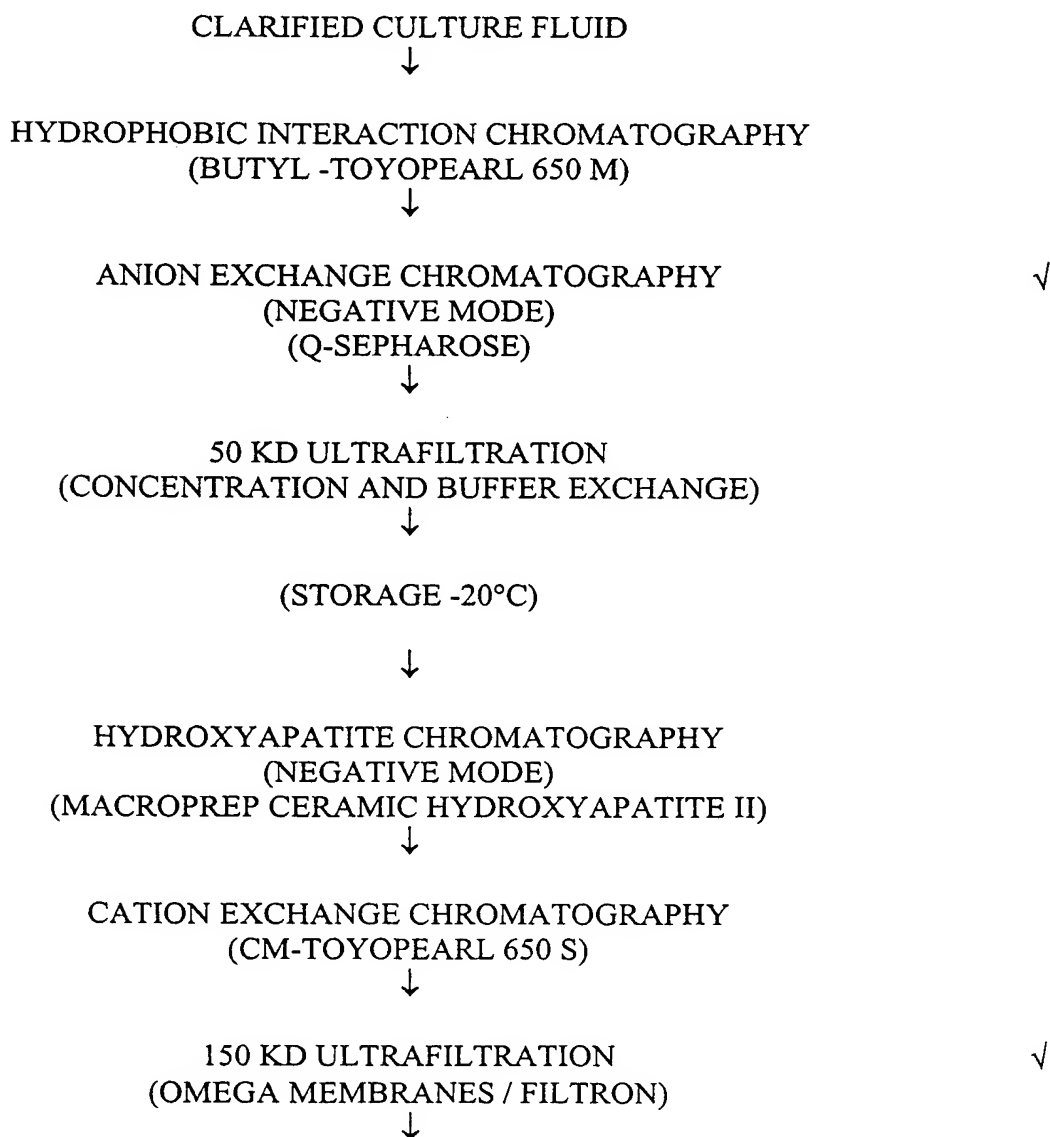 CLARIFIED CULTURE FLUID
↓
HYDROPHOBIC INTERACTION CHROMATOGRAPHY
(BUTYL -TOYOPEARL 650 M)
↓
ANION EXCHANGE CHROMATOGRAPHY √
(NEGATIVE MODE)
(Q-SEPHAROSE)
↓
50 KD ULTRAFILTRATION
(CONCENTRATION AND BUFFER EXCHANGE)
↓
(STORAGE -20°C)
↓
HYDROXYAPATITE CHROMATOGRAPHY
(NEGATIVE MODE)
(MACROPREP CERAMIC HYDROXYAPATITE II)
↓
CATION EXCHANGE CHROMATOGRAPHY
(CM-TOYOPEARL 650 S)
↓
150 KD ULTRAFILTRATION √
(OMEGA MEMBRANES / FILTRON)
↓